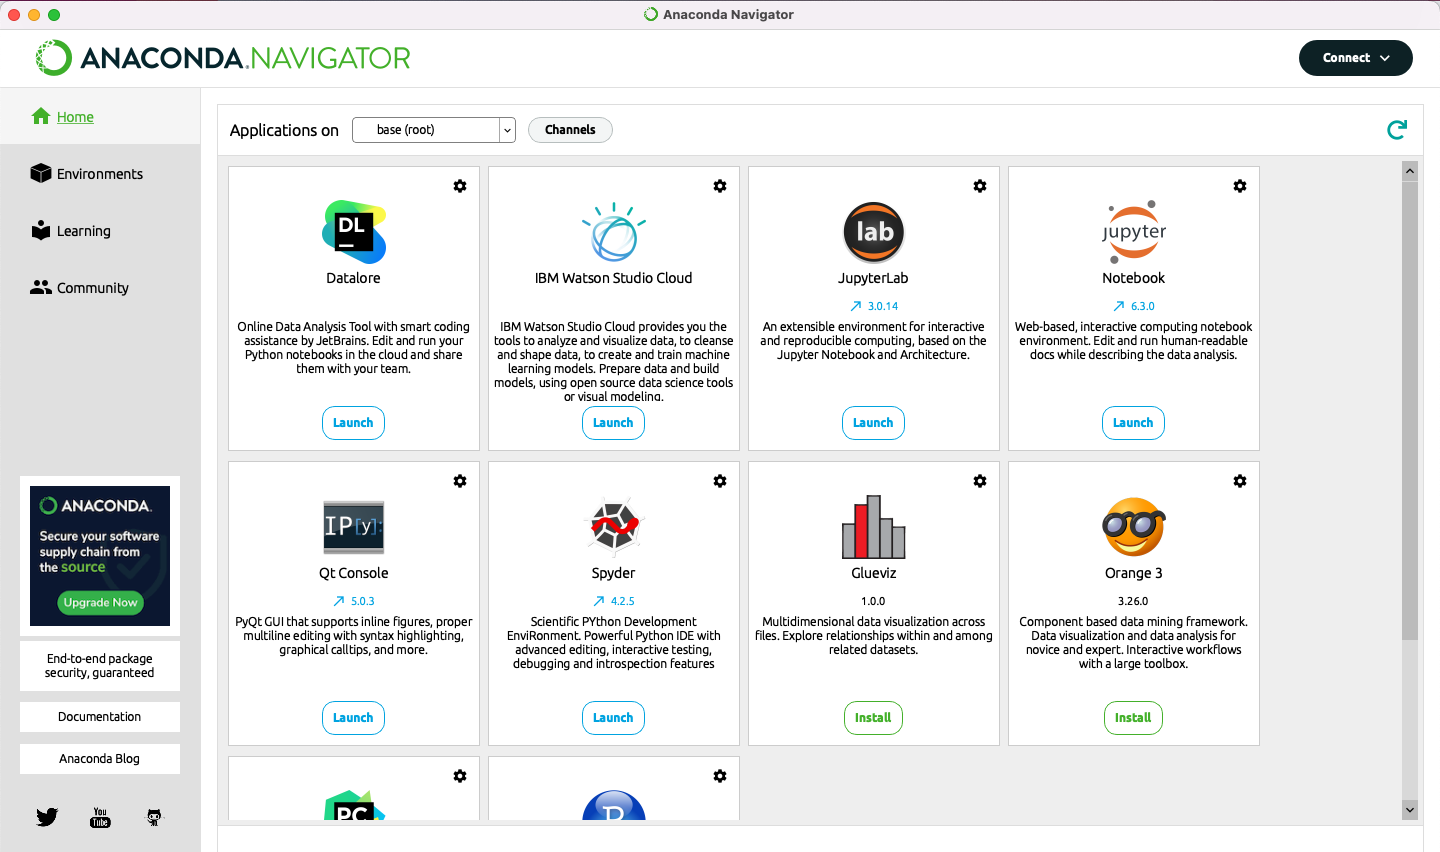 Anaconda Navigator
ANACONDA.NAVIGATOR
Connect
Home
Environments
Learning
Community
Applications on
base (root)
Channels
DL
Datalore
Online Data Analysis Tool with smart coding
assistance by JetBrains. Edit and run your
Python notebooks in the cloud and share
them with your team.
Launch
IBM Watson Studio Cloud
IBM Watson Studio Cloud provides you the
tools to analyze and visualize data, to cleanse
and shape data, to create and train machine
learning models. Prepare data and build
models, using open source data science tools
or visual modeling.
Launch
lab
JupyterLab
3.0.14
An extensible environment for interactive
and reproducible computing, based on the
Jupyter Notebook and Architecture.
Launch
jupyter
Notebook
6.3.0
Web-based, interactive computing notebook
environment. Edit and run human-readable
docs while describing the data analysis.
Launch
IP[y]:
Qt Console
5.0.3
PyQt GUI that supports inline figures, proper
multiline editing with syntax highlighting,
graphical calltips, and more.
Launch
Spyder
4.2.5
Scientific PYthon Development
EnviRonment. Powerful Python IDE with
advanced editing, interactive testing,
debugging and introspection features
Launch
Glueviz
1.0.0
Multidimensional data visualization across
files. Explore relationships within and among
related datasets.
Install
Orange 3
3.26.0
Component based data mining framework.
Data visualization and data analysis for
novice and expert. Interactive workflows
with a large toolbox.
Install
PC
R
ANACONDA.
Secure your software
supply chain from
the source
Upgrade Now
End-to-end package
security, guaranteed
Documentation
Anaconda Blog
You
Tube